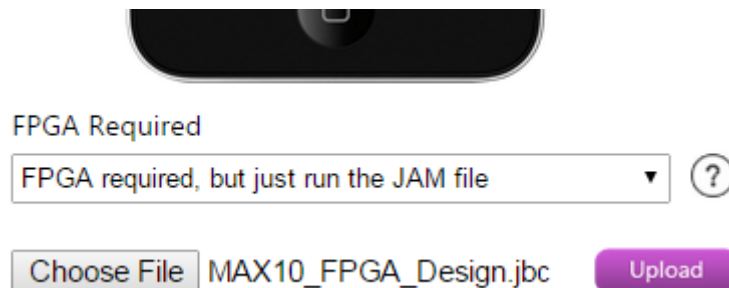 FPGA Required
FPGA required, but just run the JAM file
?
Choose File MAX10_FPGA_Design.jbc Upload